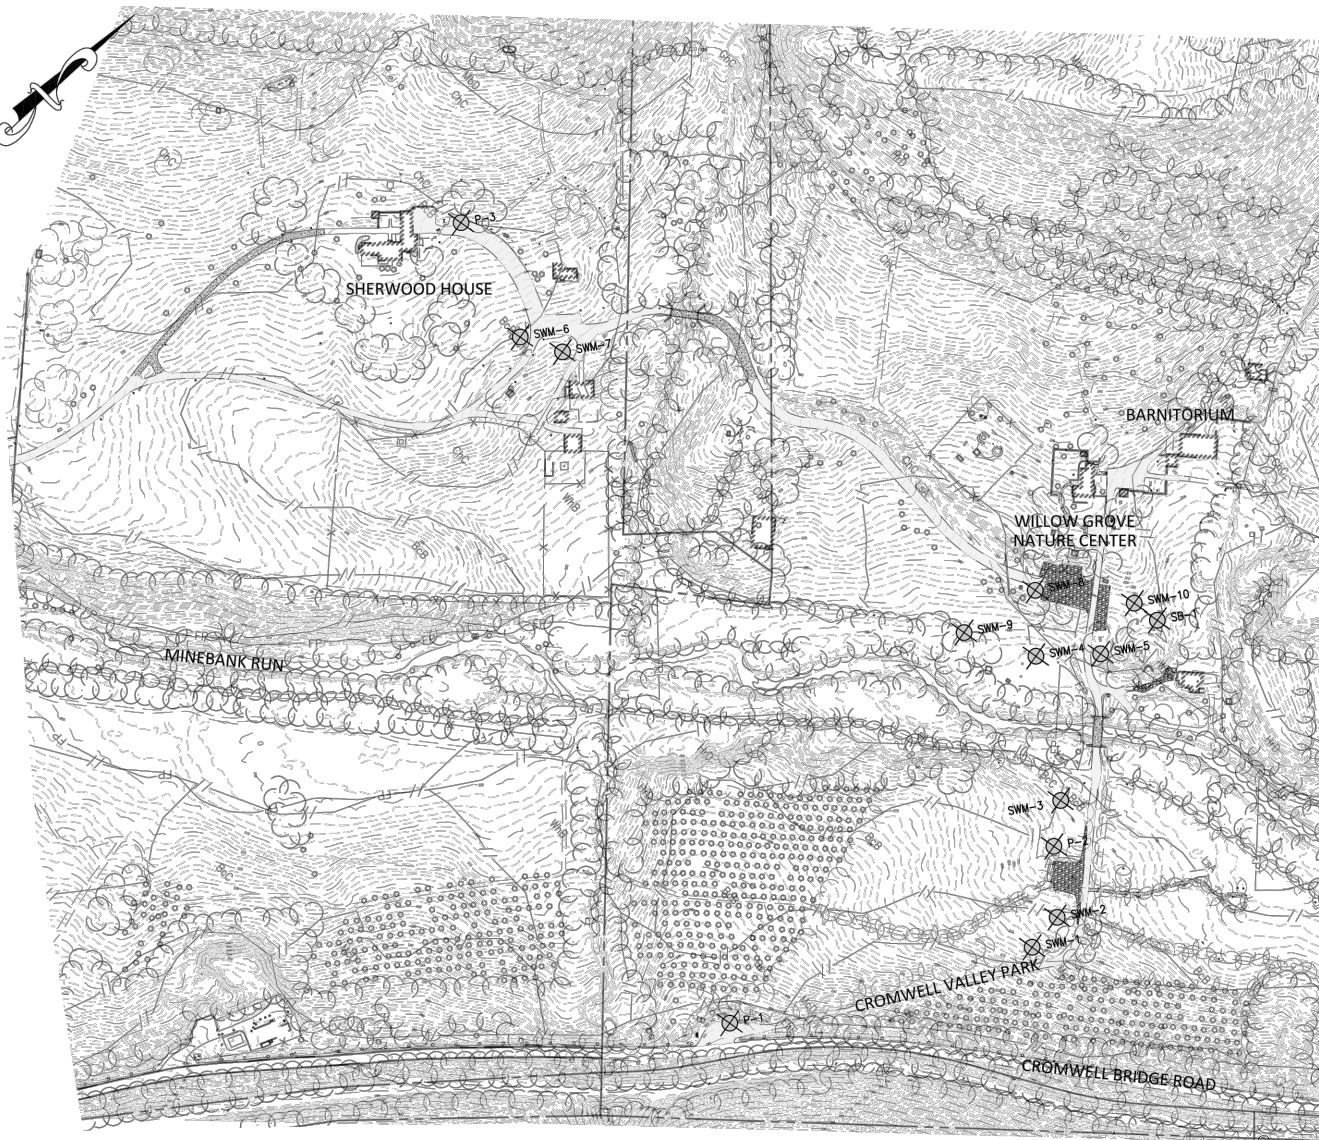 P-3
SHERWOOD HOUSE
SWM-6
SWM-7
BARNITORIUM
WILLOW GROVE
NATURE CENTER
SWM-8
SWM-10
SB-1
SWM-9
SWM-4
SWM-5
MINEBANK RUN
SWM-3
P-2
SWM-2
SWM-1
CROMWELL VALLEY PARK
P-1
CROMWELL BRIDGE ROAD